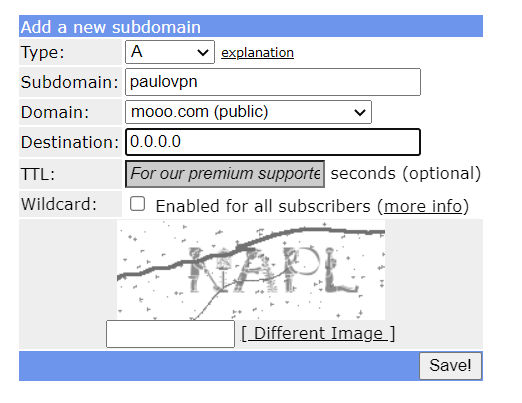 Add a new subdomain
Type: A explanation
Subdomain: paulovpn
Domain: mooo.com (public)
Destination: 0.0.0.0
TTL: For our premium supporte seconds (optional)
Wildcard: Enabled for all subscribers (more info)
[ Different Image ]
Save!